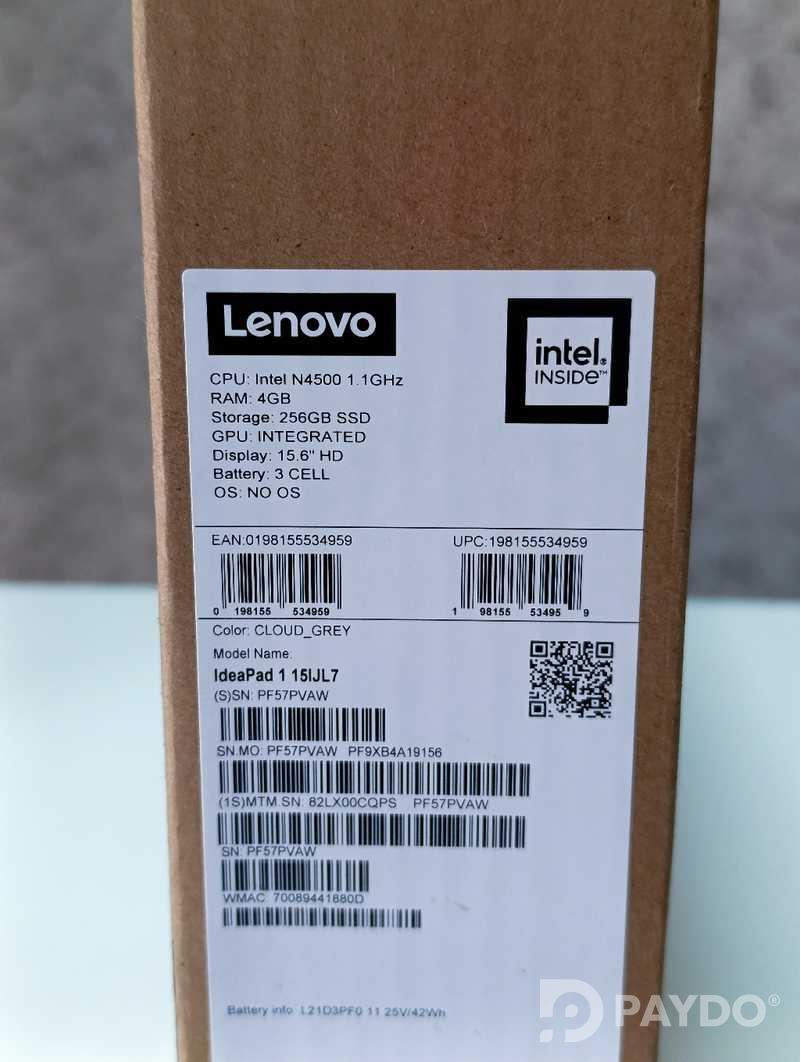 Lenovo
intel.
INSIDE™
CPU: Intel N4500 1.1GHz
RAM: 4GB
Storage: 256GB SSD
GPU: INTEGRATED
Display: 15.6" HD
Battery: 3 CELL
OS: NO OS
EAN:0198155534959
UPC:198155534959
0 198155 534959
1 98155 53495 9
Color: CLOUD_GREY
Model Name:
IdeaPad 1 15IJL7
(S)SN: PF57PVAW
SN.MO: PF57PVAW PF9XB4A19156
(1S)MTM.SN: 82LX00CQPS PF57PVAW
SN: PF57PVAW
WMAC: 70089441880D
Battery info L21D3PF0 11 25V/42Wh
PAYDO®